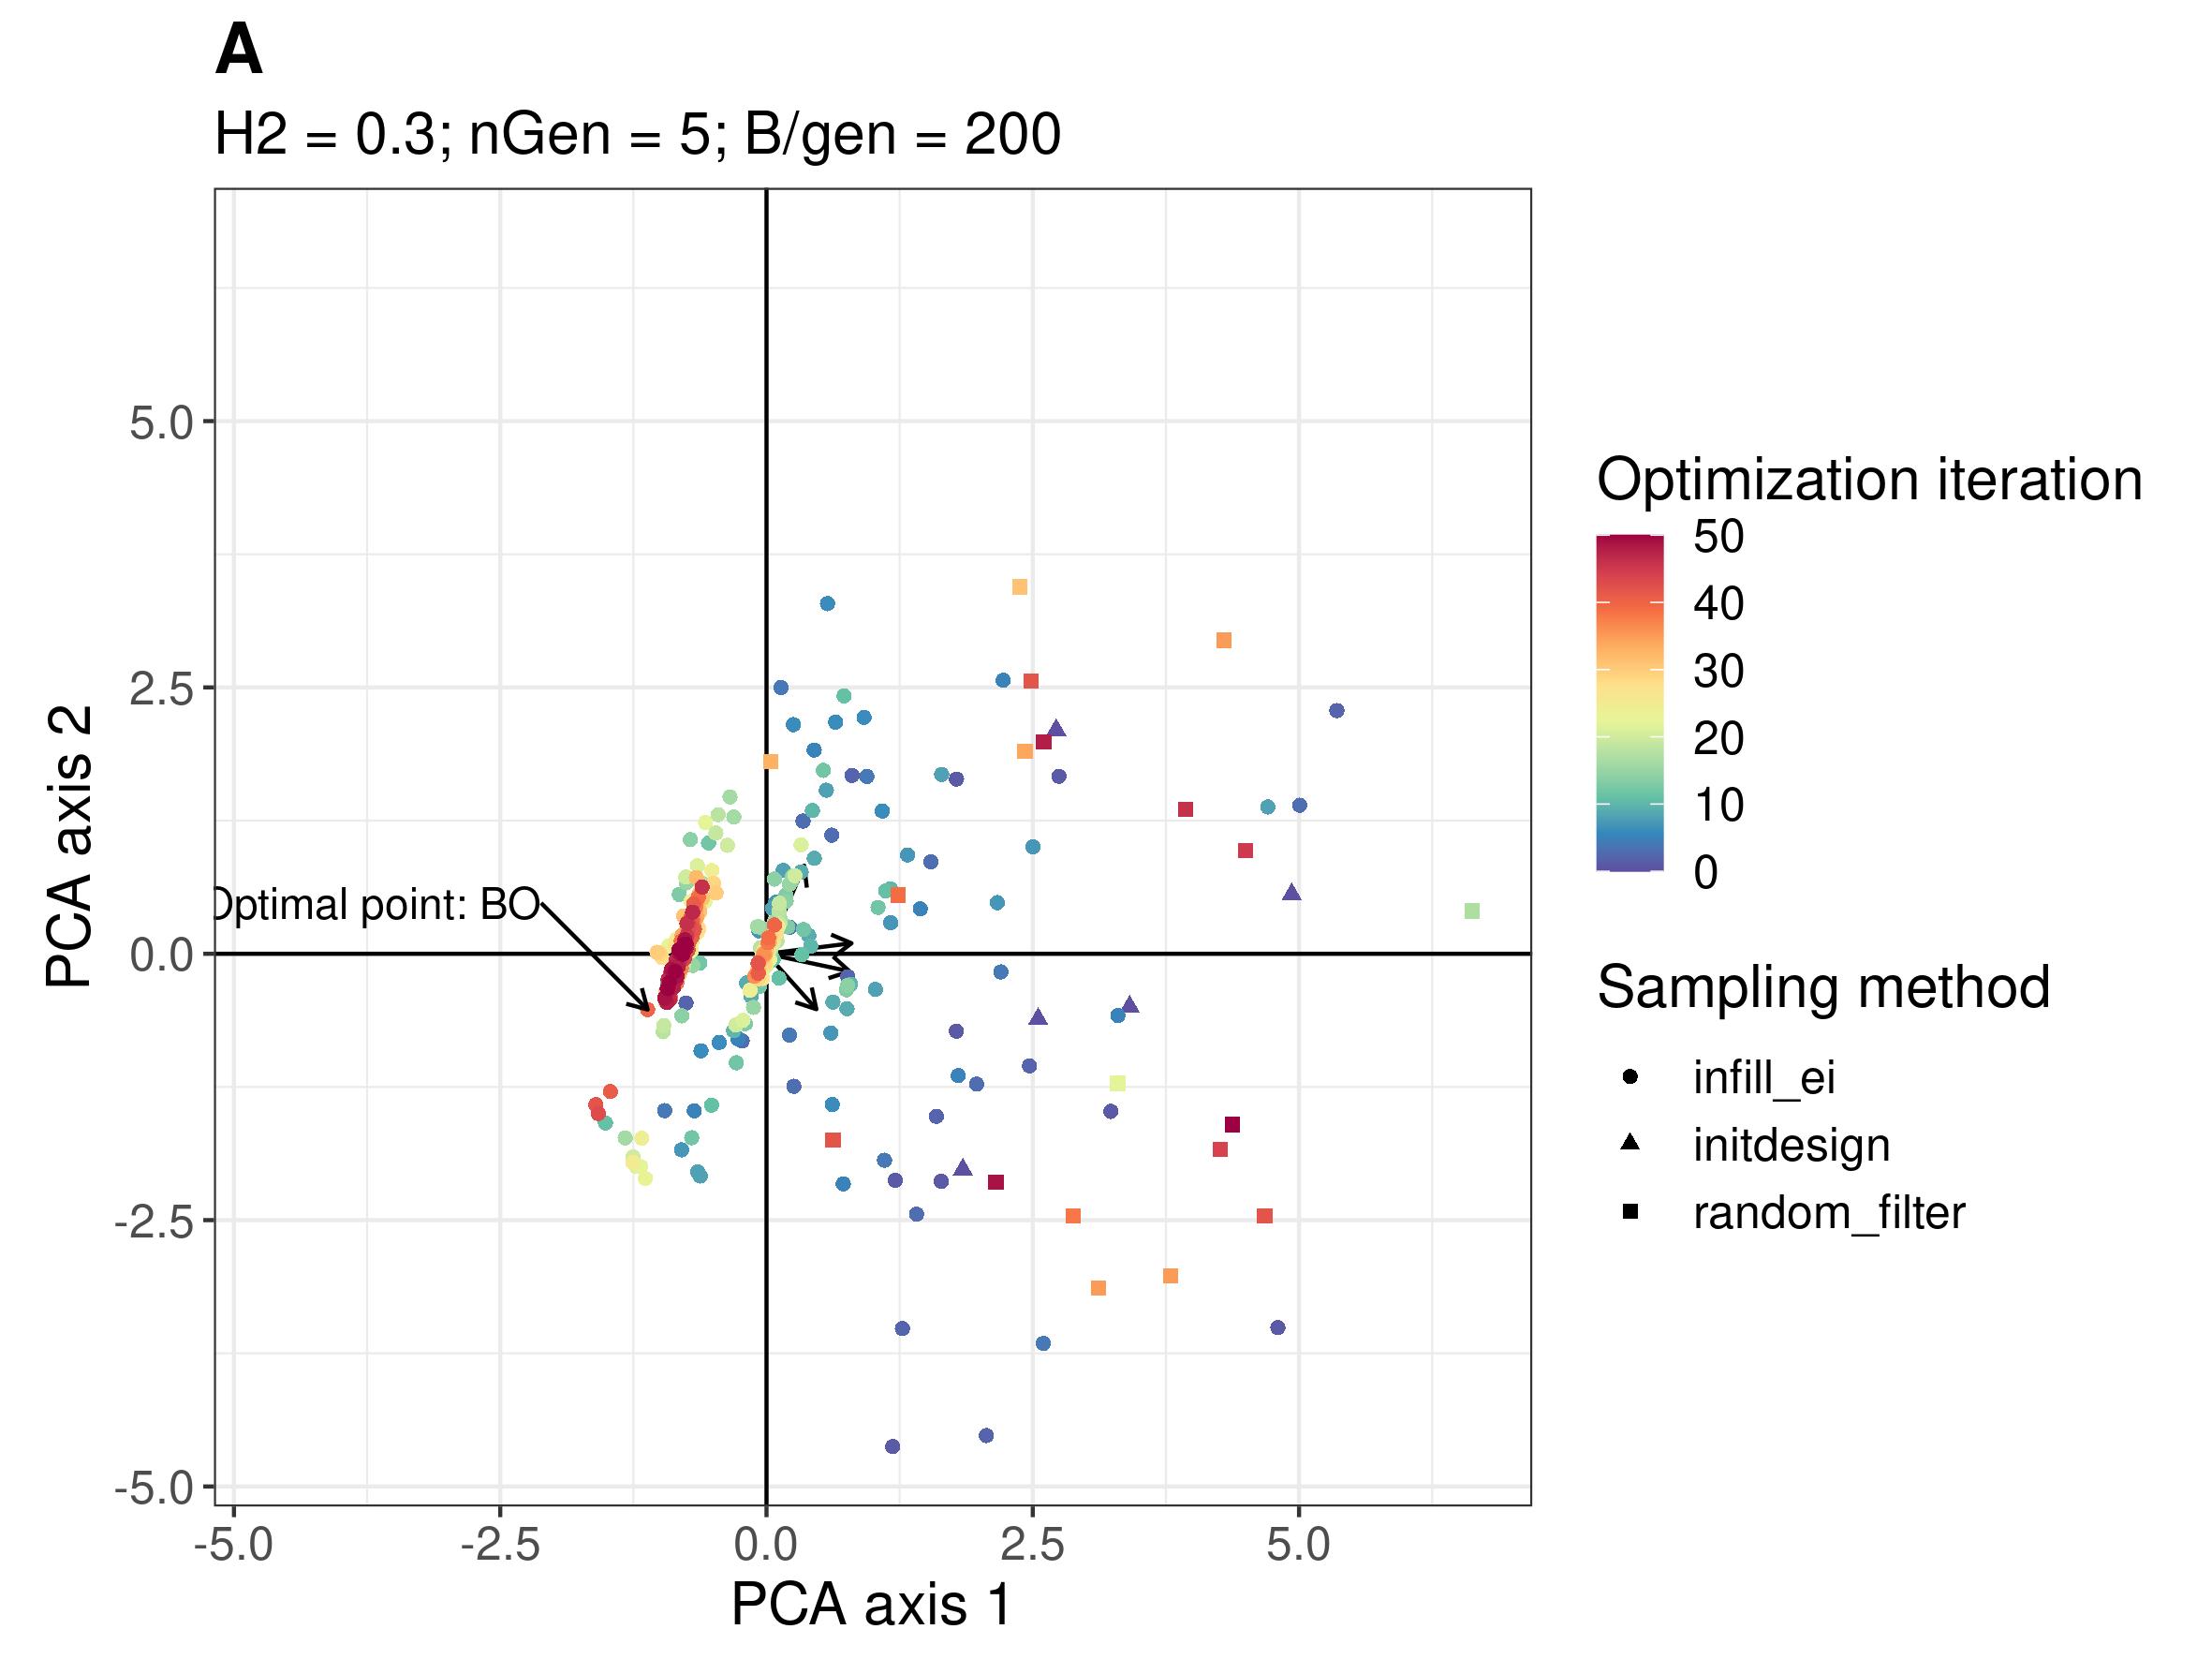 A
H2 = 0.3; nGen = 5; B/gen = 200
PCA axis 2
5.0
2.5
0.0
-2.5
-5.0
Optimal point: BO
-5.0 -2.5 0.0 2.5 5.0
PCA axis 1
Optimization iteration
50
40
30
20
10
0
Sampling method
infill_ei
initdesign
random_filter